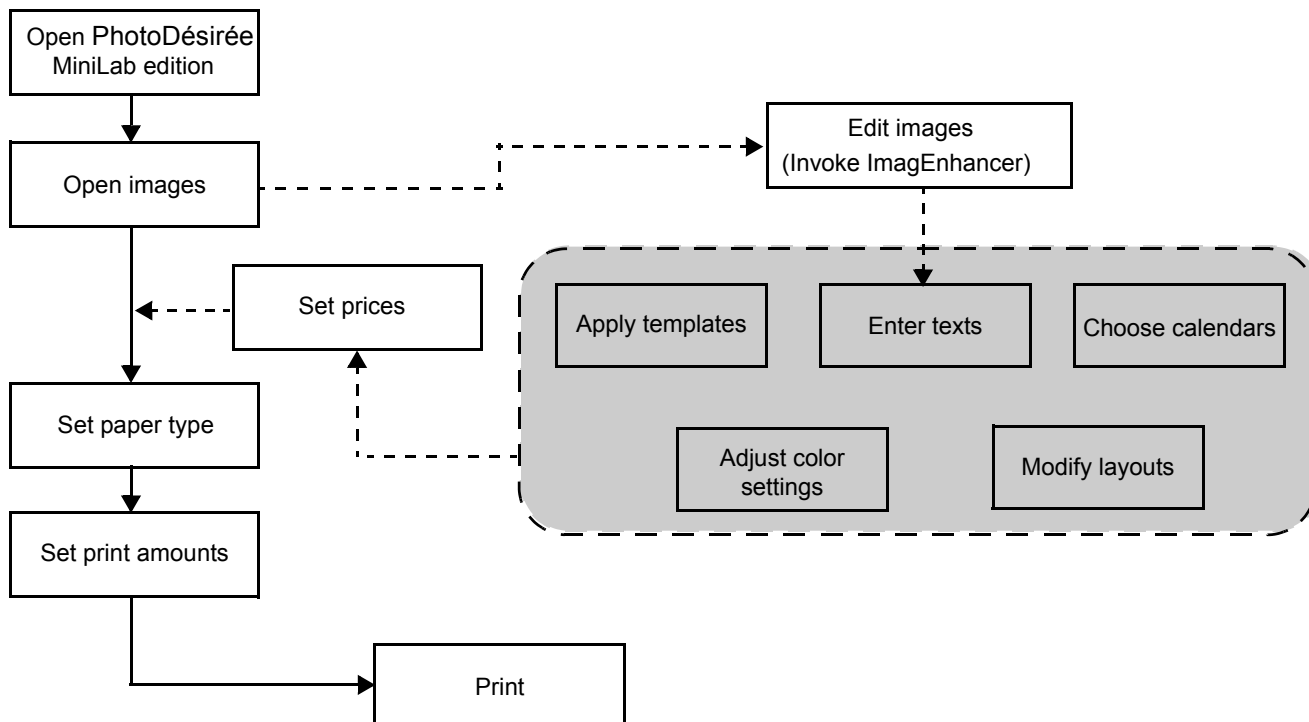 Open PhotoDésirée
MiniLab edition
Open images
Edit images
(Invoke ImagEnhancer)
Set prices
Apply templates
Enter texts
Choose calendars
Set paper type
Adjust color
settings
Modify layouts
Set print amounts
Print